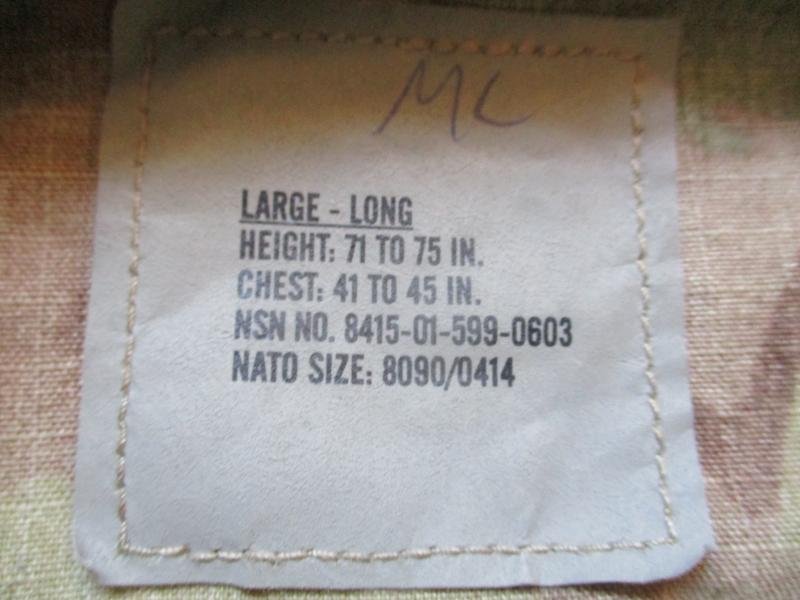 MC
LARGE - LONG
HEIGHT: 71 TO 75 IN.
CHEST: 41 TO 45 IN.
NSN NO. 8415-01-599-0603
NATO SIZE: 8090/0414